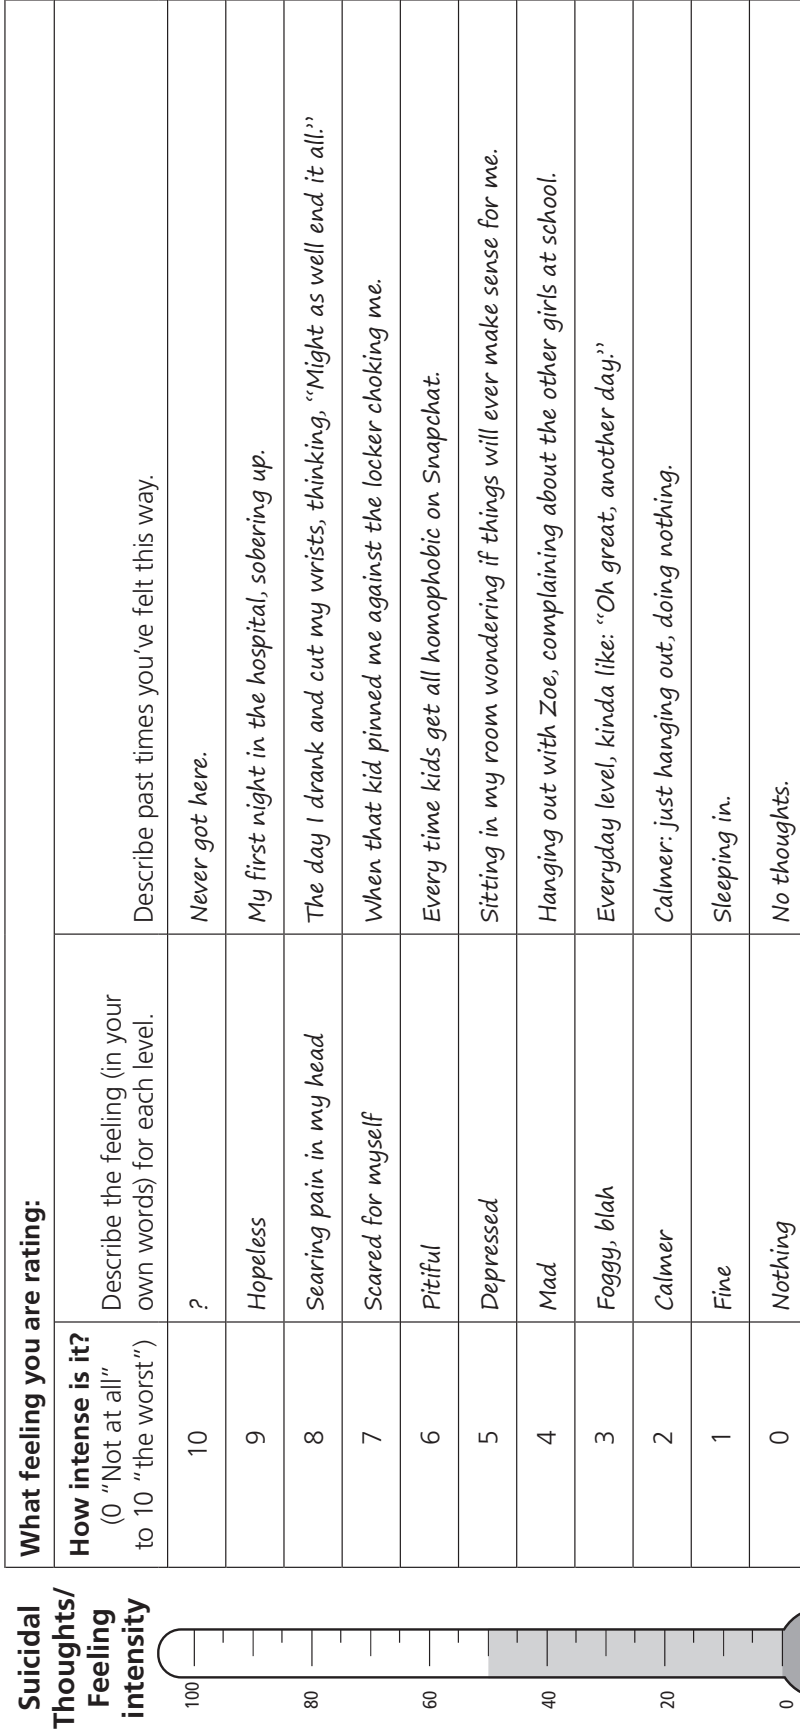 Suicidal
Thoughts/
Feeling
intensity
100
80
60
40
20
0
What feeling you are rating:
How intense is it?
(0 “Not at all”
to 10 “the worst”)
Describe the feeling (in your
own words) for each level.
Describe past times you’ve felt this way.
10 ? Never got here.
9 Hopeless My first night in the hospital, sobering up.
8 Searing pain in my head The day I drank and cut my wrists, thinking, “Might as well end it all.”
7 Scared for myself When that kid pinned me against the locker choking me.
6 Pitiful Every time kids get all homophobic on Snapchat.
5 Depressed Sitting in my room wondering if things will ever make sense for me.
4 Mad Hanging out with Zoe, complaining about the other girls at school.
3 Foggy, blah Everyday level, kinda like: “Oh great, another day.”
2 Calmer Calmer: just hanging out, doing nothing.
1 Fine Sleeping in.
0 Nothing No thoughts.